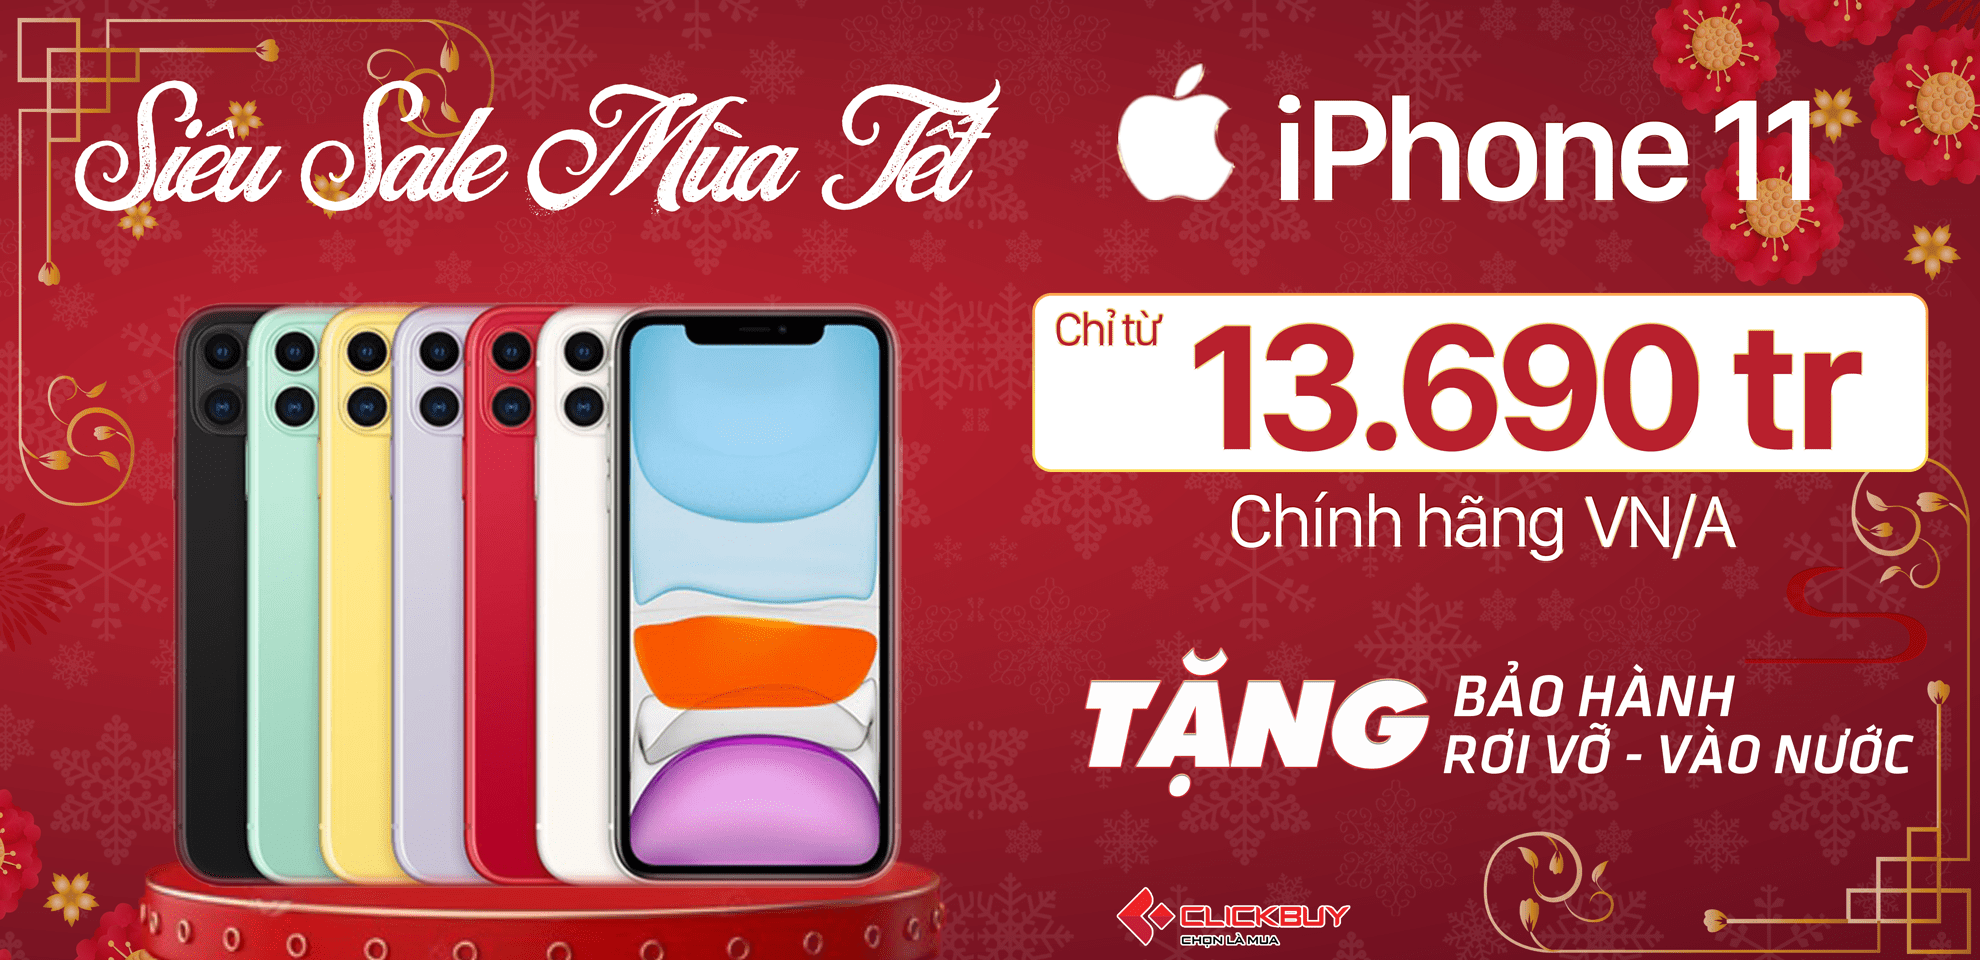 Siêu Sale Mùa Tết
iPhone 11
Chỉ từ
13.690 tr
Chính hãng VN/A
TẶNG
BẢO HÀNH
RƠI VỠ - VÀO NƯỚC
CLICKBUY
CHỌN LÀ MUA